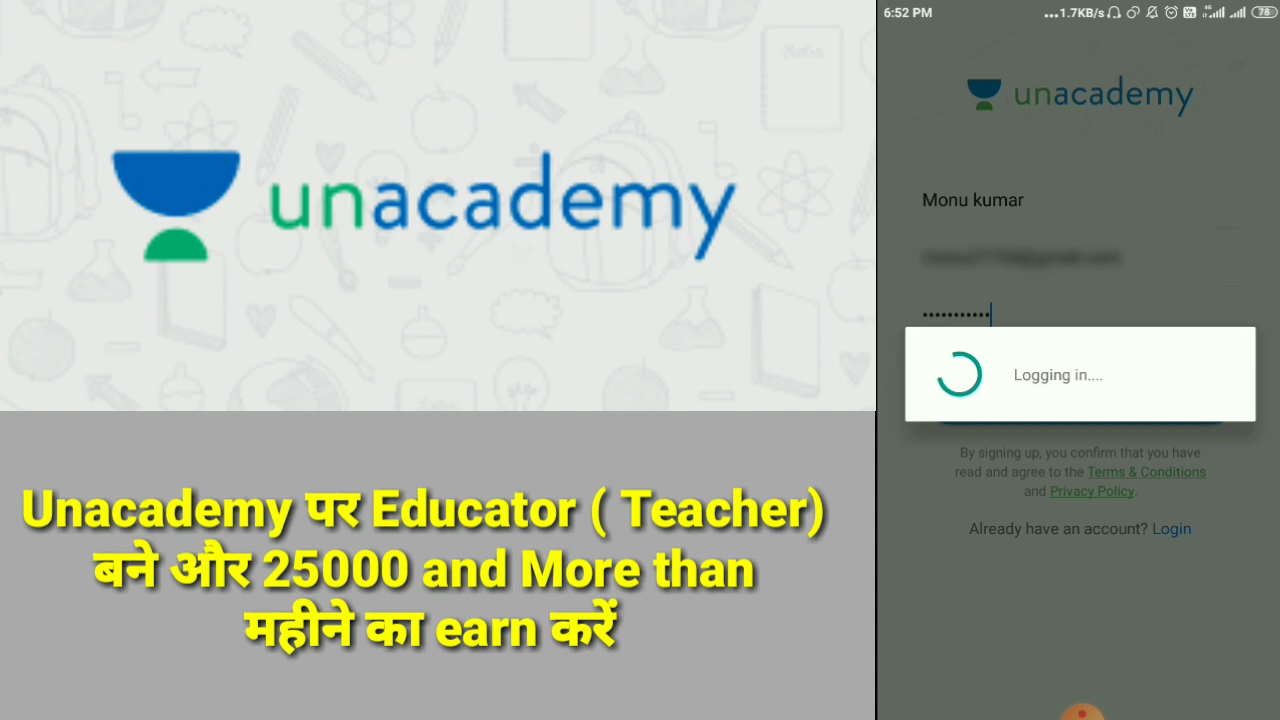 unacademy
Unacademy पर Educator ( Teacher)
बने और 25000 and More than
महीने का earn करें
6:52 PM
...1.7KB/s
4G
78
unacademy
Monu kumar
Logging in....
By signing up, you confirm that you have
read and agree to the Terms & Conditions
and Privacy Policy.
Already have an account? Login